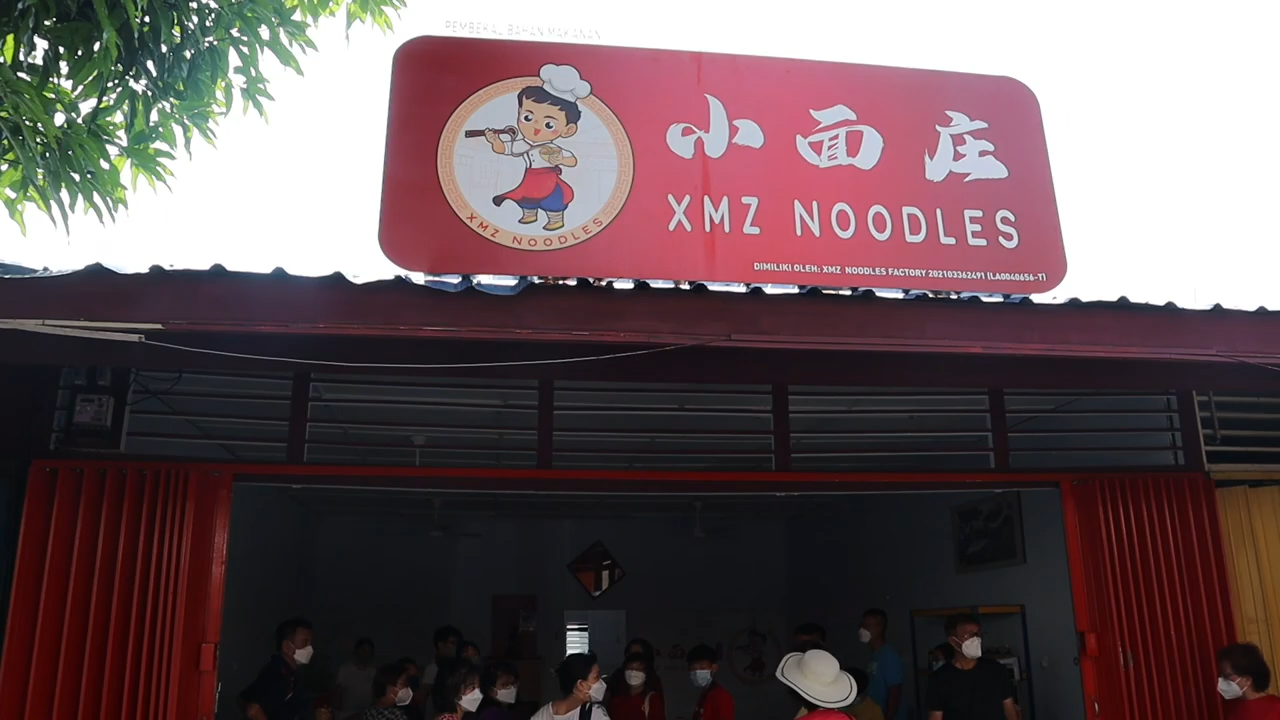 PEMBEKAL BAHAN MAKANAN
小面庄
XMZ NOODLES
XMZ NOODLES
DIMILIKI OLEH: XMZ NOODLES FACTORY 202103362491 (LA0040656-T)